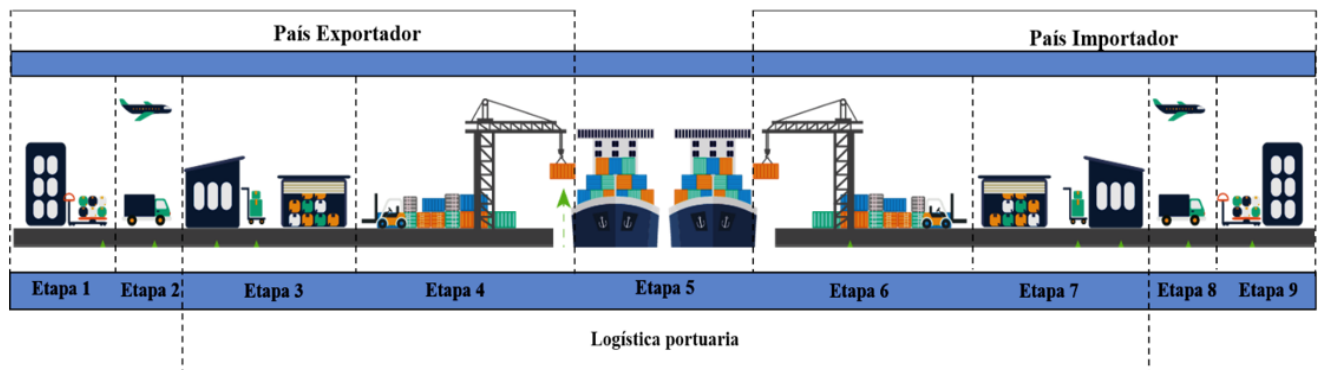 País Exportador
País Importador
Etapa 1
Etapa 2
Etapa 3
Etapa 4
Etapa 5
Etapa 6
Etapa 7
Etapa 8
Etapa 9
Logística portuaria